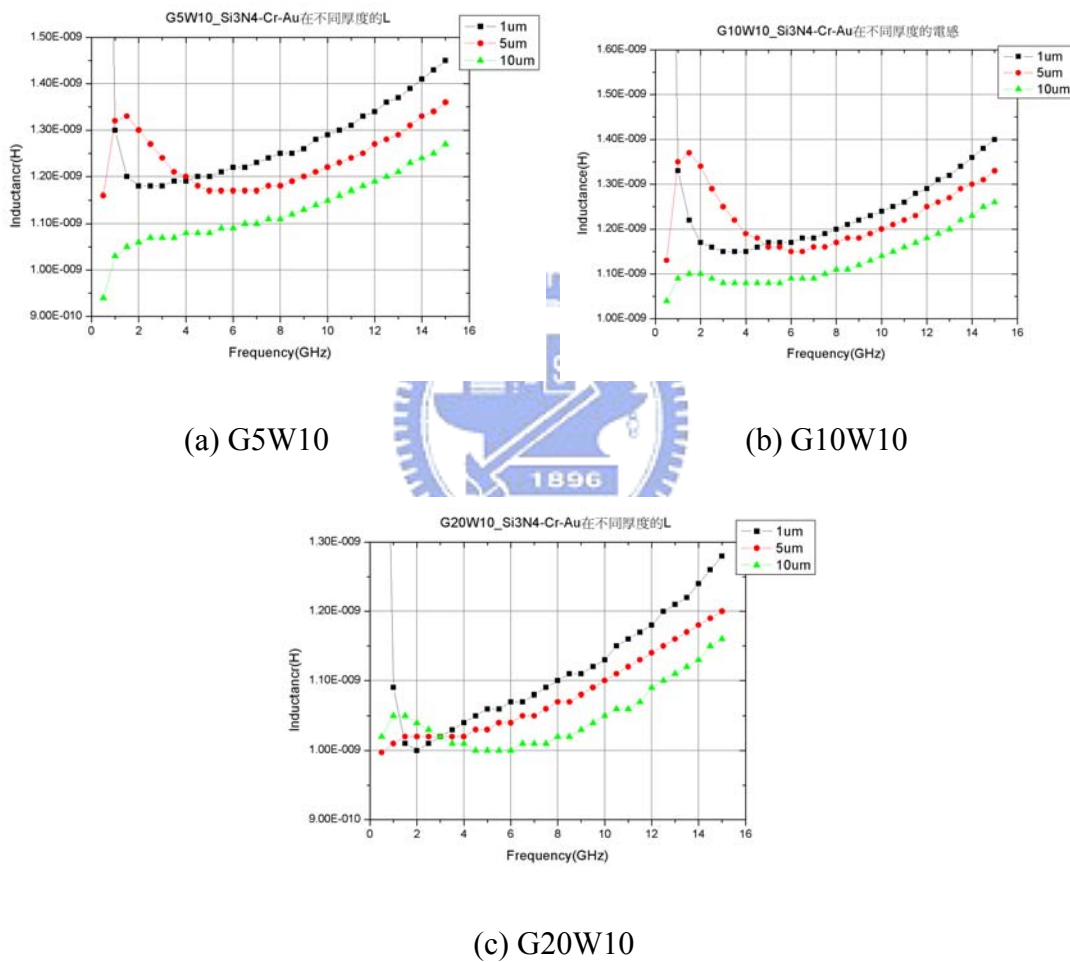 G5W10_Si3N4-Cr-Au在不同厚度的L
1um
5um
10um
1.50E-009
1.40E-009
1.30E-009
1.20E-009
1.10E-009
1.00E-009
9.00E-010
Inductancr(H)
0 2 4 6 8 10 12 14 16
Frequency(GHz)
(a) G5W10
G10W10_Si3N4-Cr-Au在不同厚度的電感
1um
5um
10um
1.60E-009
1.50E-009
1.40E-009
1.30E-009
1.20E-009
1.10E-009
1.00E-009
Inductance(H)
0 2 4 6 8 10 12 14 16
Frequency(GHz)
(b) G10W10
1896
G20W10_Si3N4-Cr-Au在不同厚度的L
1um
5um
10um
1.30E-009
1.20E-009
1.10E-009
1.00E-009
9.00E-010
Inductancr(H)
0 2 4 6 8 10 12 14 16
Frequency(GHz)
(c) G20W10